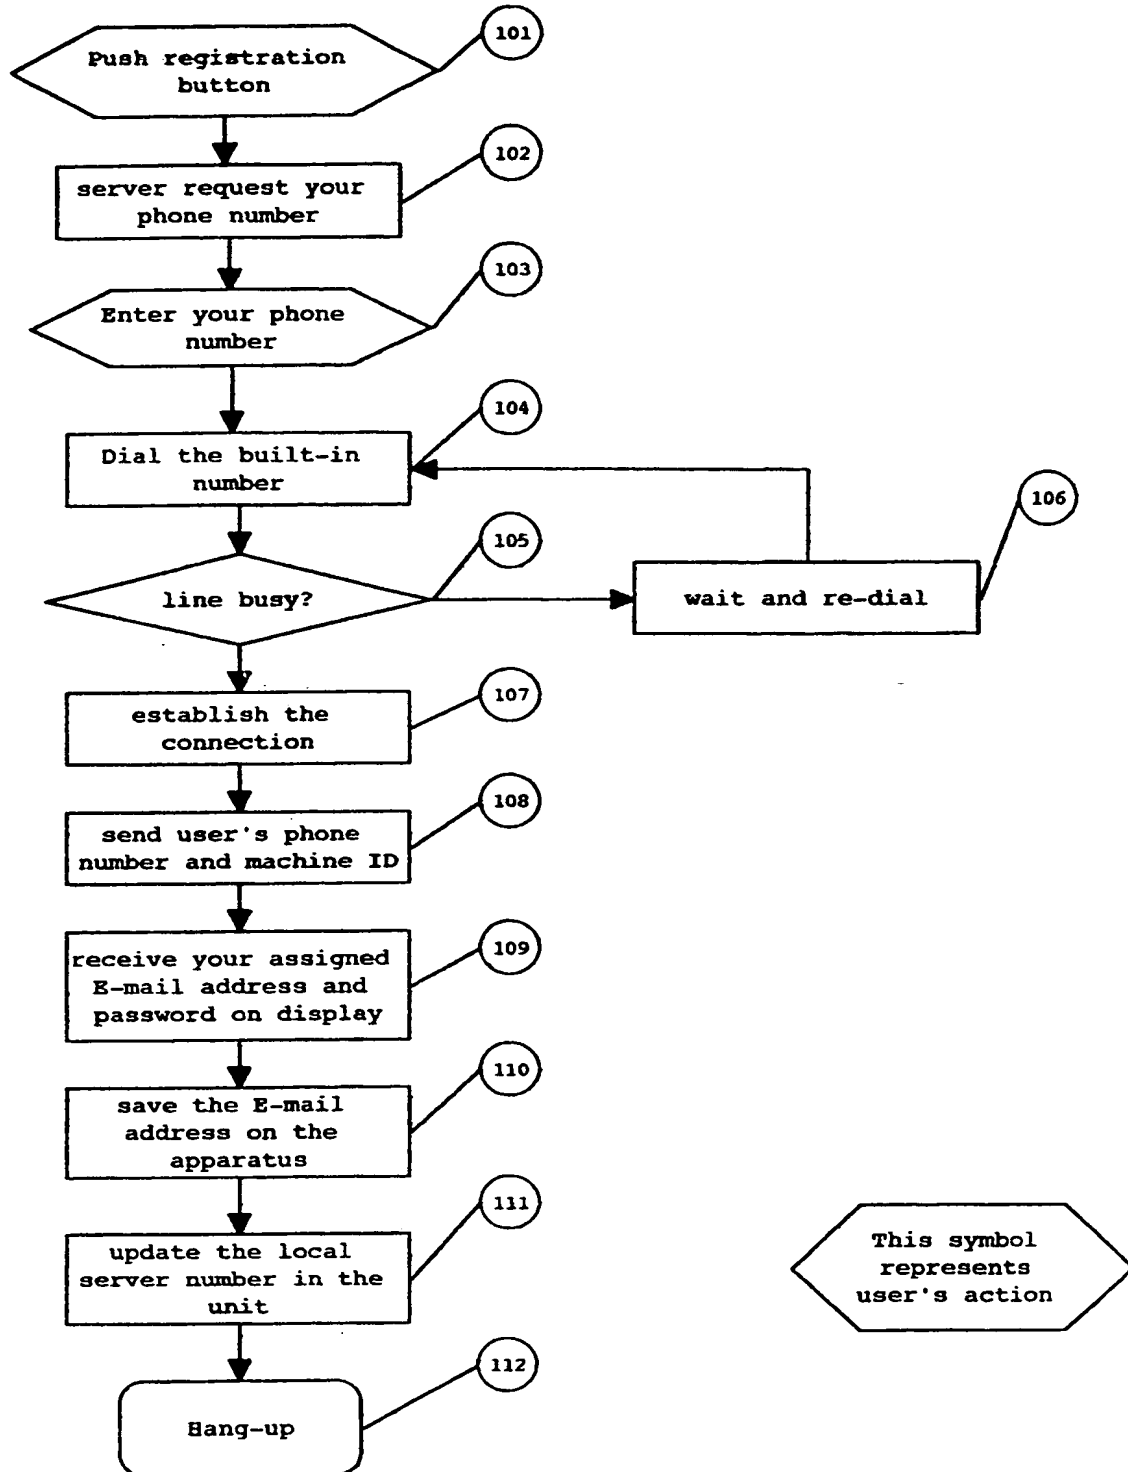 101
Push registration
button
102
server request your
phone number
103
Enter your phone
number
104
Dial the built-in
number
105
line busy?
106
wait and re-dial
107
establish the
connection
108
send user's phone
number and machine ID
109
receive your assigned
E-mail address and
password on display
110
save the E-mail
address on the
apparatus
111
update the local
server number in the
unit
This symbol
represents
user's action
112
Hang-up